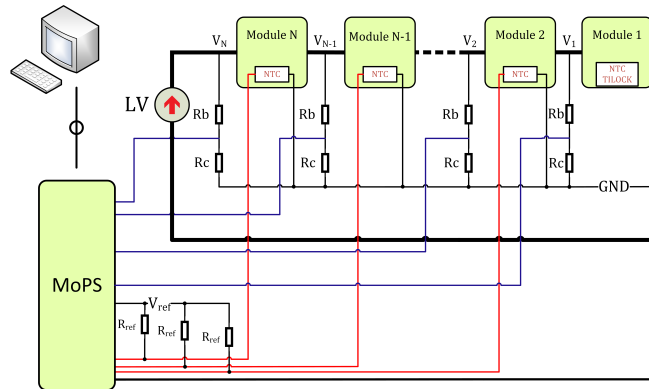 V_N Module N V_N-1 Module N-1 V_2 Module 2 V_1 Module 1
NTC NTC NTC NTC
TILOCK
LV
Rb Rb Rb Rb
Rc Rc Rc Rc
GND
MoPS
V_ref
R_ref R_ref R_ref